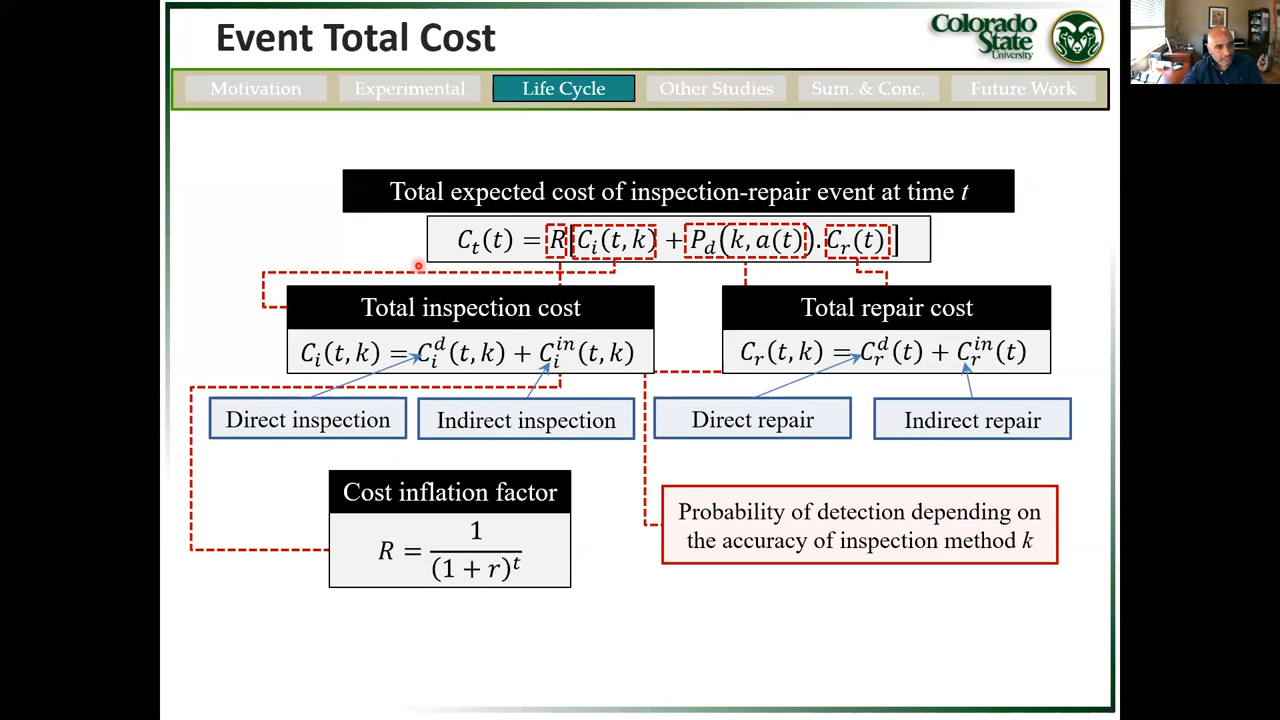 Event Total Cost
Colorado
State
University
Motivation
Experimental
Life Cycle
Other Studies
Sum. & Conc.
Future Work
Total expected cost of inspection-repair event at time t
C_t(t) = R[C_i(t, k) + P_d(k, a(t)). C_r(t)]
Total inspection cost
C_i(t, k) = C_i^d(t, k) + C_i^{in}(t, k)
Total repair cost
C_r(t, k) = C_r^d(t) + C_r^{in}(t)
Direct inspection
Indirect inspection
Direct repair
Indirect repair
Cost inflation factor
R = 1 / (1 + r)^t
Probability of detection depending on
the accuracy of inspection method k